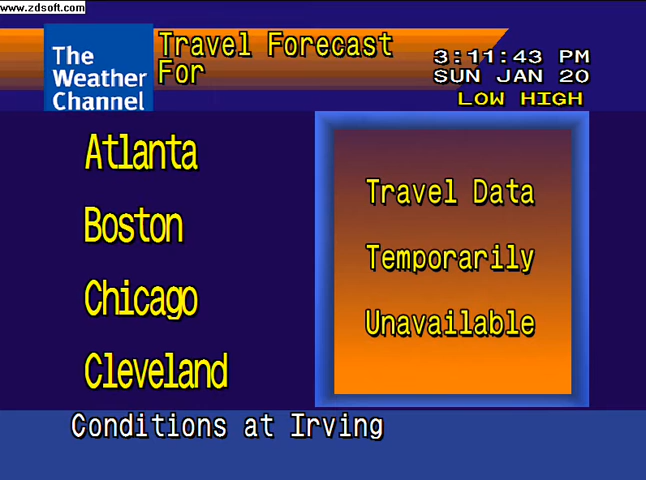 www.zdsoft.com
The
Weather
Channel
Travel Forecast
For
3:11:43 PM
SUN JAN 20
LOW HIGH
Atlanta
Boston
Chicago
Cleveland
Travel Data
Temporarily
Unavailable
Conditions at Irving